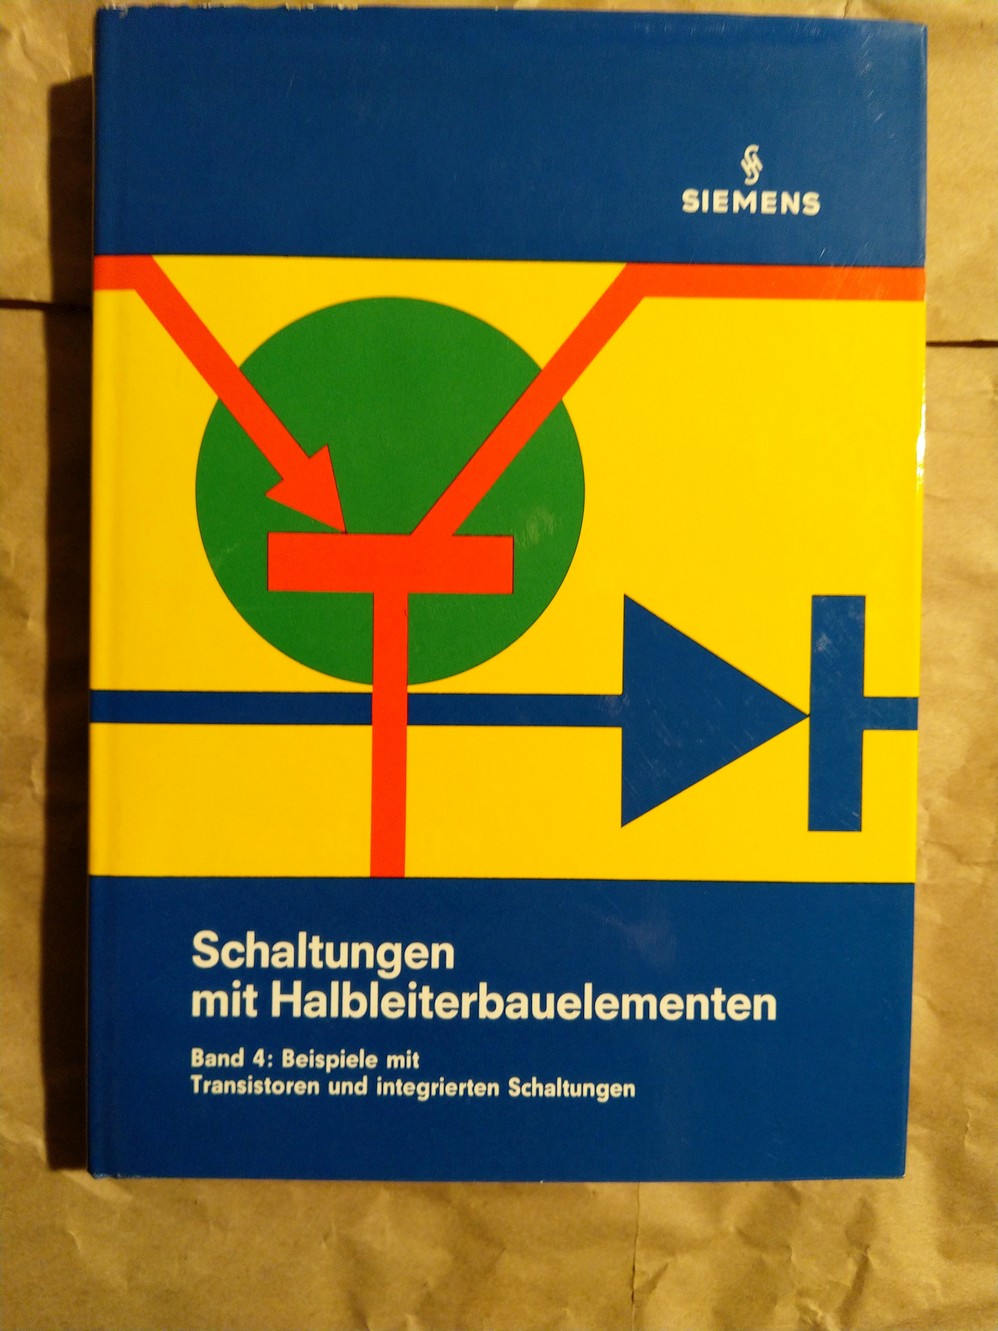 SIEMENS
Schaltungen
mit Halbleiterbauelementen
Band 4: Beispiele mit
Transistoren und integrierten Schaltungen